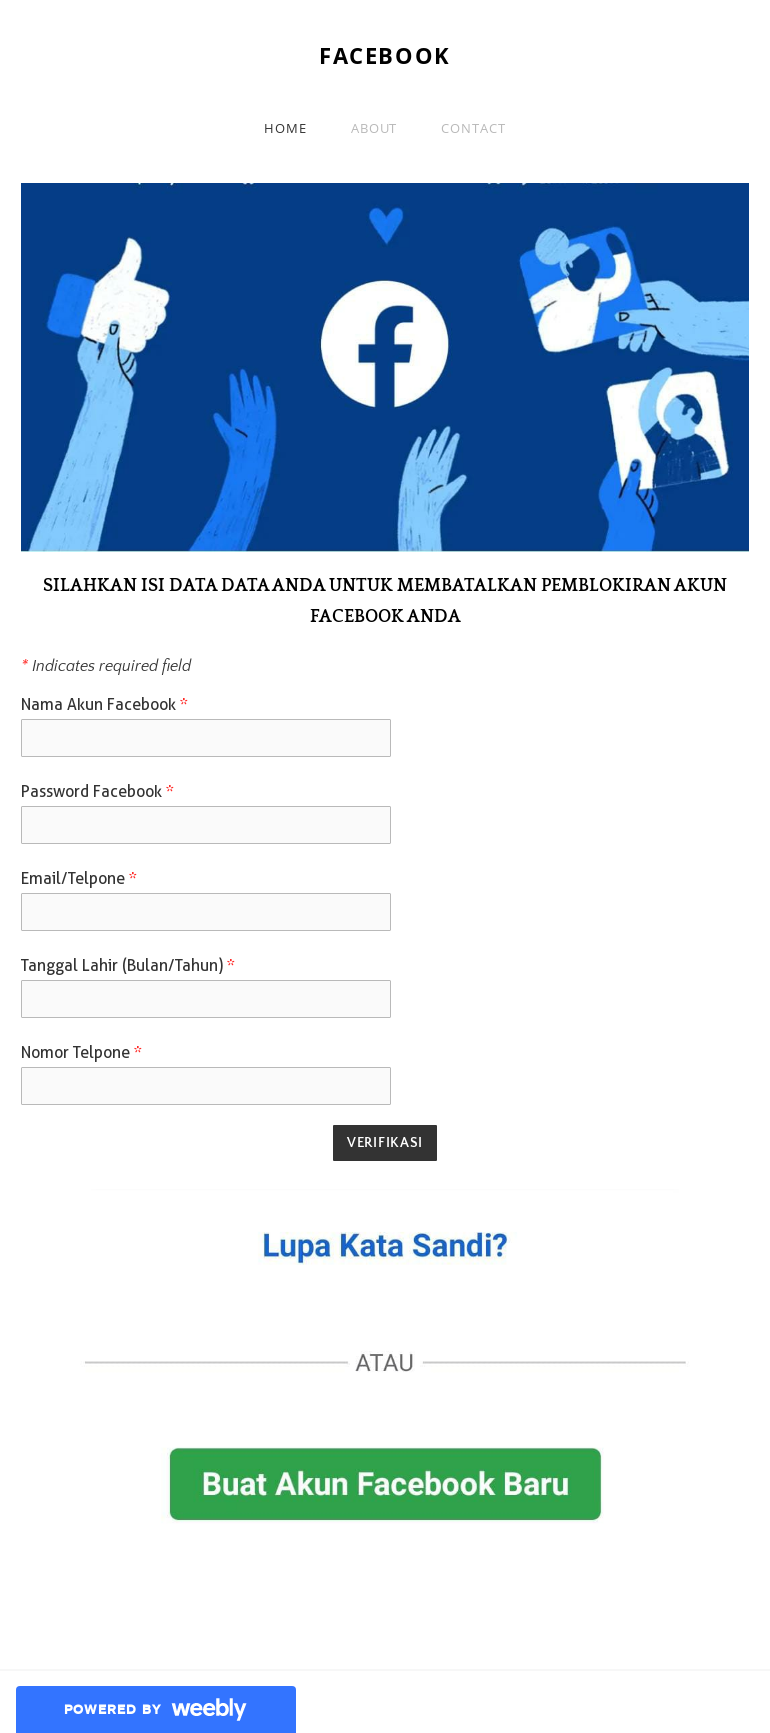 FACEBOOK
HOME ABOUT CONTACT
SILAHKAN ISI DATA DATA ANDA UNTUK MEMBATALKAN PEMBLOKIRAN AKUN
FACEBOOK ANDA
* Indicates required field
Nama Akun Facebook *
Password Facebook *
Email/Telpone *
Tanggal Lahir (Bulan/Tahun) *
Nomor Telpone *
VERIFIKASI
Lupa Kata Sandi?
ATAU
Buat Akun Facebook Baru
POWERED BY weebly